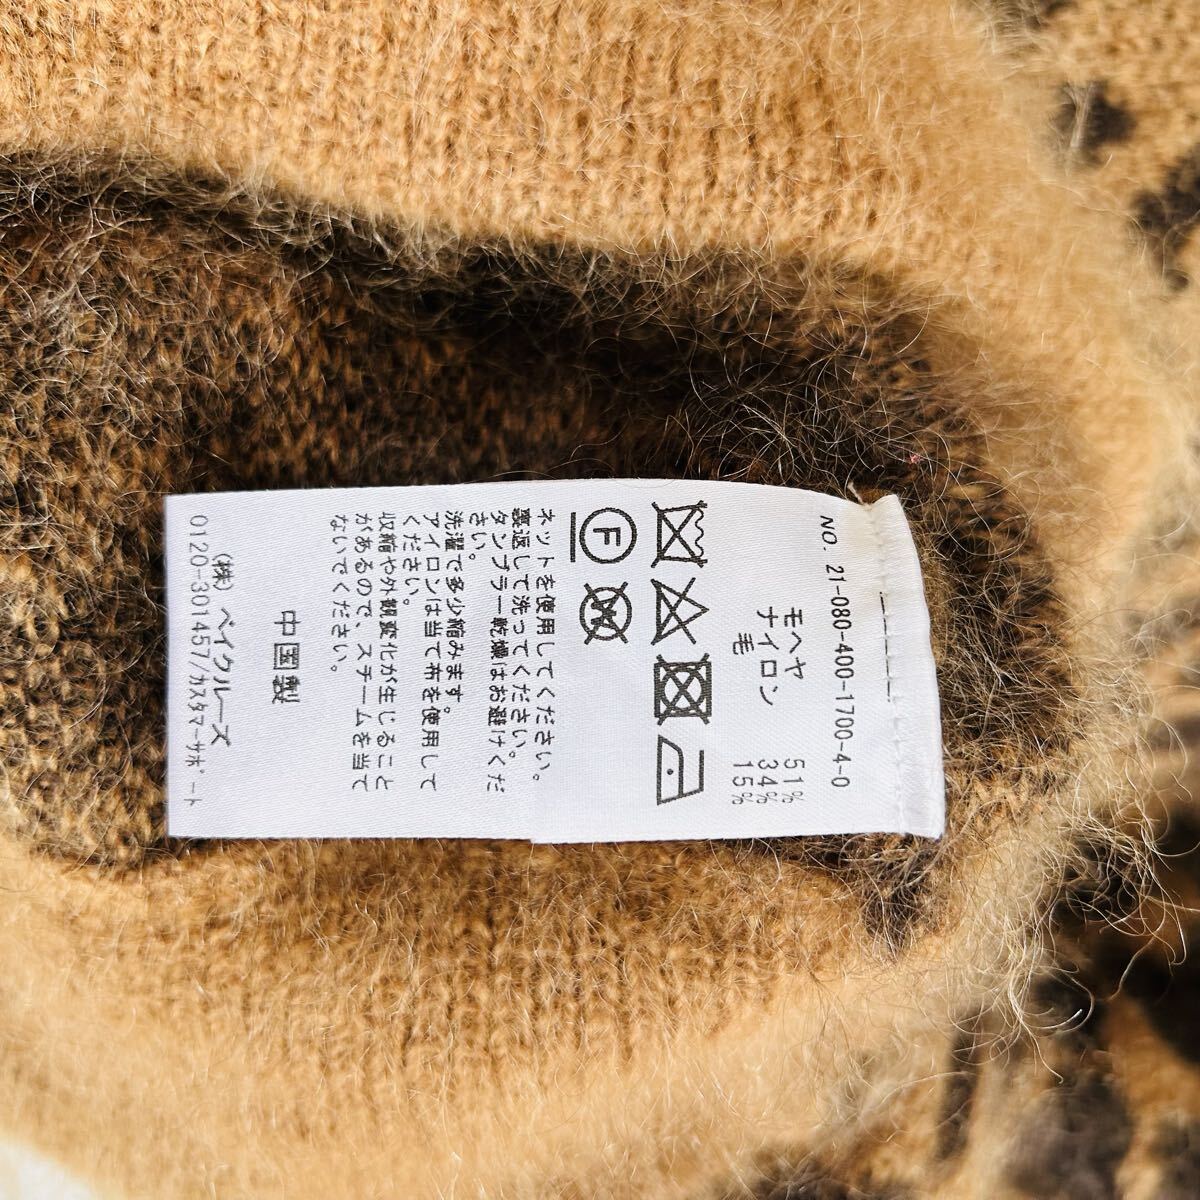 NO. 21-080-400-1700-4-0
モヘヤ 51%
ナイロン 34%
毛 15%
F
W
ネットを使用してください。
裏返して洗ってください。
タンブラー乾燥はお避けくだ
さい。
洗濯で多少縮みます。
アイロンは当て布を使用して
ください。
収縮や外観変化が生じること
があるので、スチームを当て
ないでください。
中国製
(株) ベイクルーズ
0120-301457/カスタマーサポート